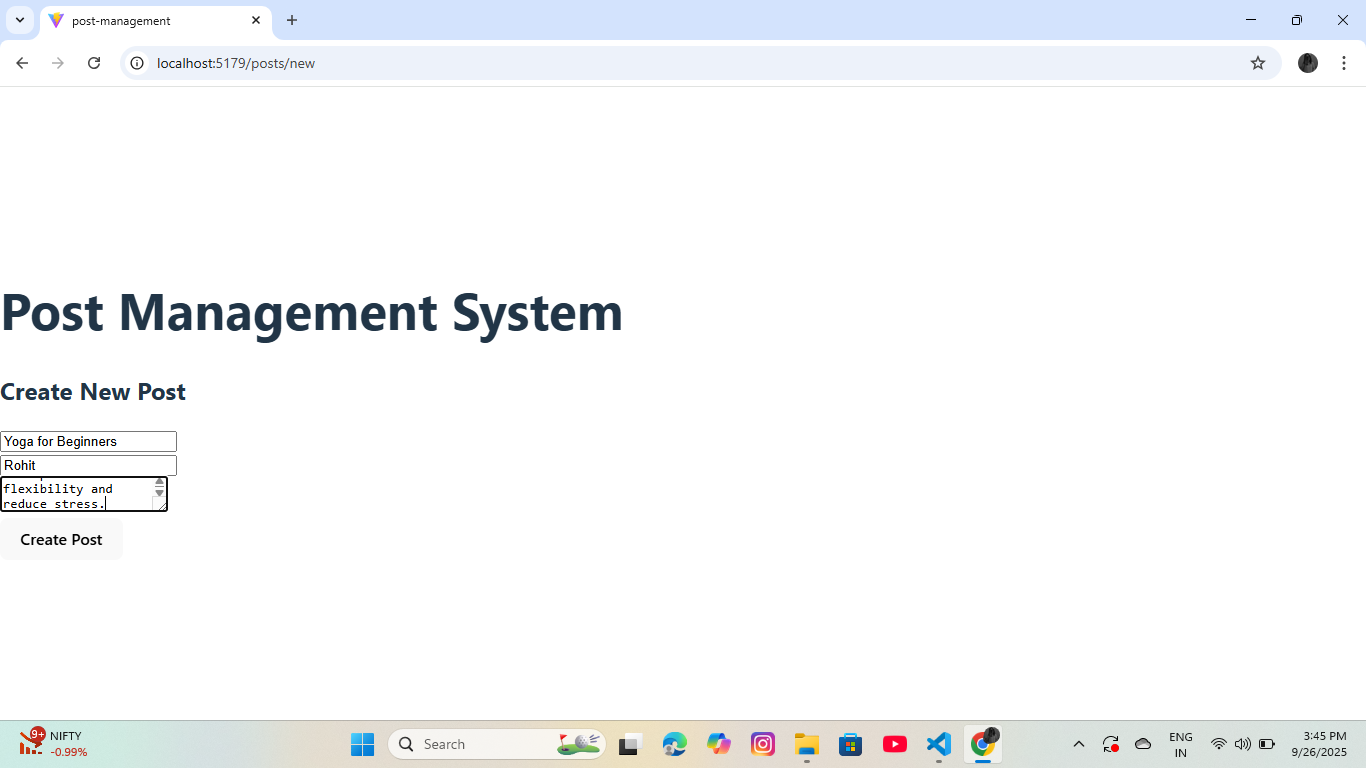 post-management
localhost:5179/posts/new
Post Management System
Create New Post
Yoga for Beginners
Rohit
flexibility and
reduce stress.
Create Post
9+
NIFTY
-0.99%
Search
ENG
IN
3:45 PM
9/26/2025